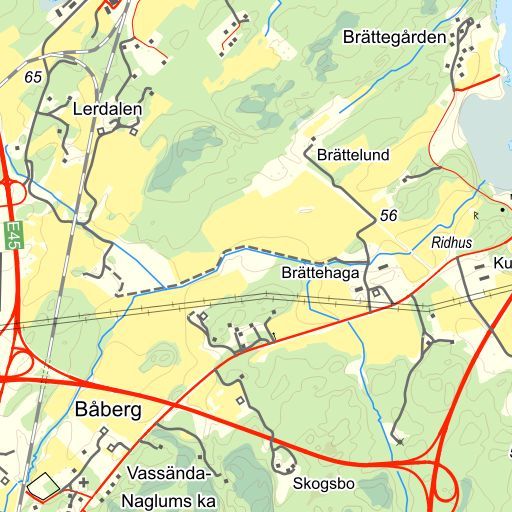 Brättegården
65
Lerdalen
Brättelund
56
E45
Ridhus
Brättehaga
Ku
Båberg
Vassända-
Naglums ka
Skogsbo